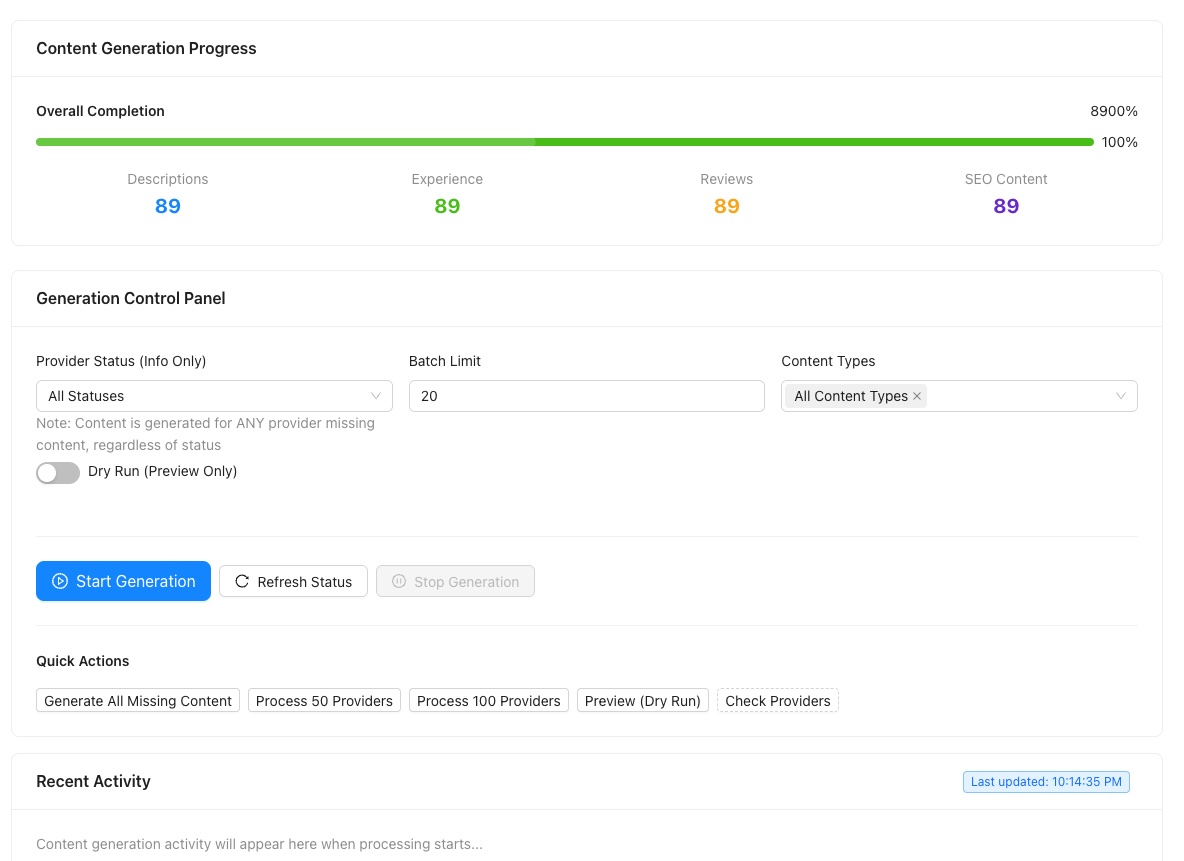 Content Generation Progress
Overall Completion
8900%
100%
Descriptions
Experience
Reviews
SEO Content
89
89
89
89
Generation Control Panel
Provider Status (Info Only)
Batch Limit
Content Types
All Statuses
20
All Content Types
Note: Content is generated for ANY provider missing
content, regardless of status
Dry Run (Preview Only)
Start Generation
Refresh Status
Stop Generation
Quick Actions
Generate All Missing Content
Process 50 Providers
Process 100 Providers
Preview (Dry Run)
Check Providers
Recent Activity
Last updated: 10:14:35 PM
Content generation activity will appear here when processing starts...